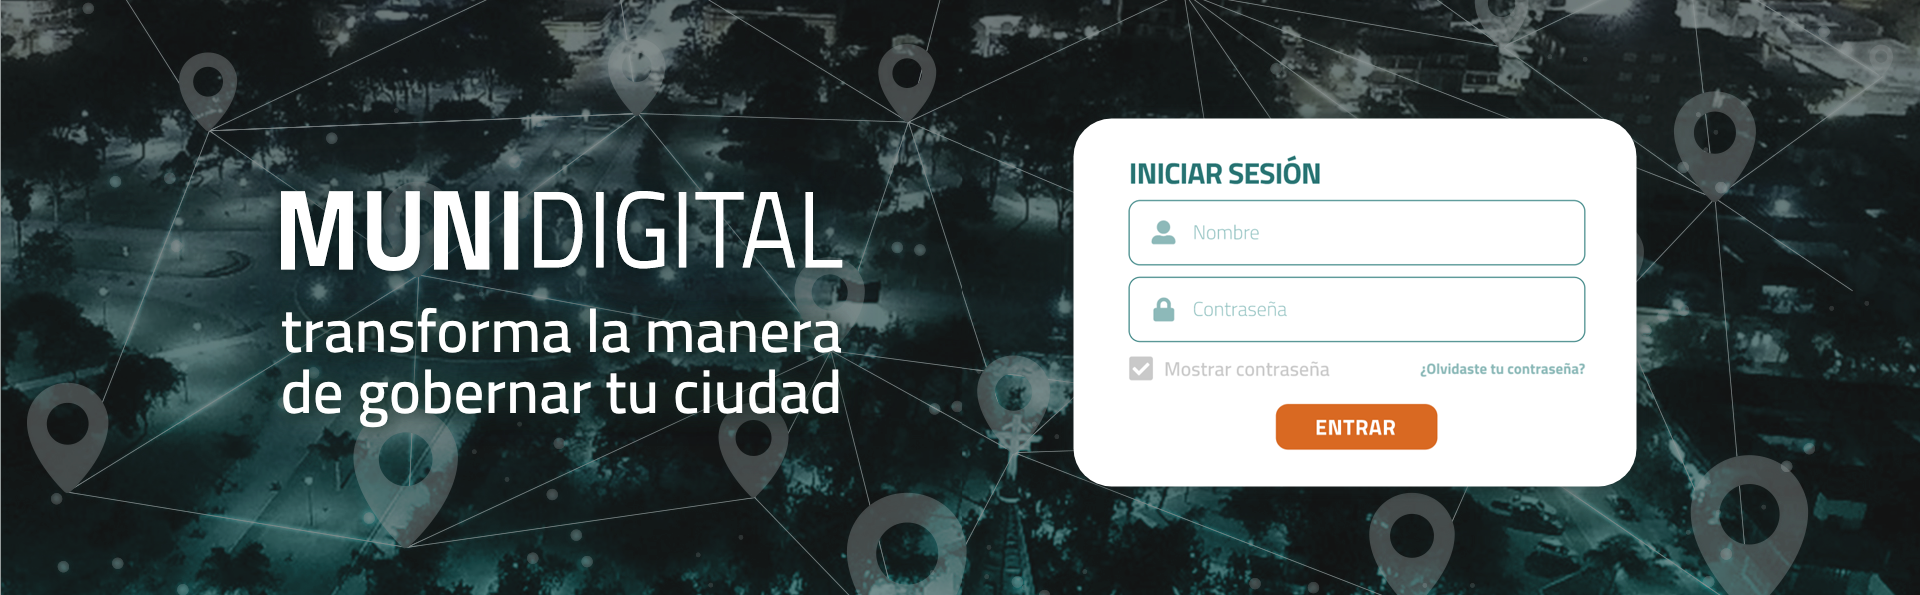 MUNIDIGITAL
transforma la manera
de gobernar tu ciudad
INICIAR SESIÓN
Nombre
Contraseña
Mostrar contraseña
¿Olvidaste tu contraseña?
ENTRAR